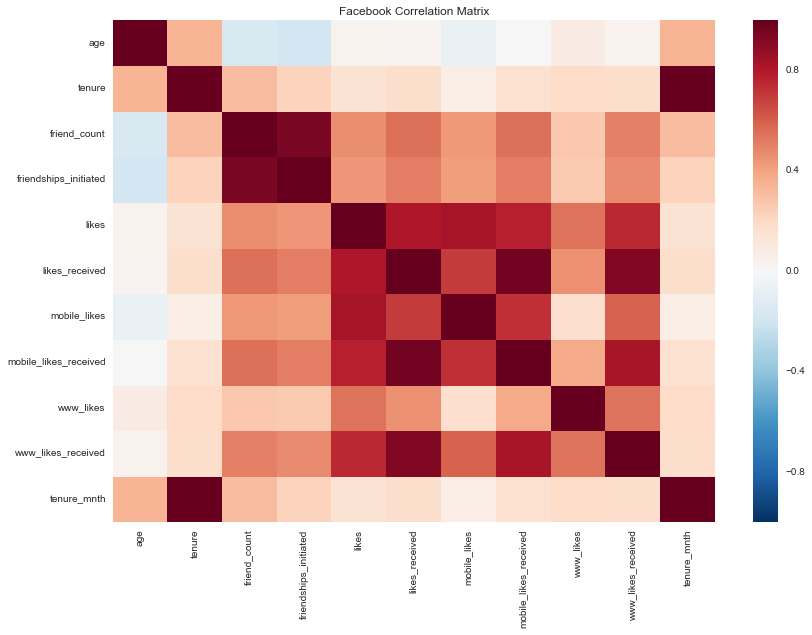 Facebook Correlation Matrix
age
tenure
friend_count
friendships_initiated
likes
likes_received
mobile_likes
mobile_likes_received
www_likes
www_likes_received
tenure_mnth
age
tenure
friend_count
friendships_initiated
likes
likes_received
mobile_likes
mobile_likes_received
www_likes
www_likes_received
tenure_mnth
0.8
0.4
0.0
−0.4
−0.8